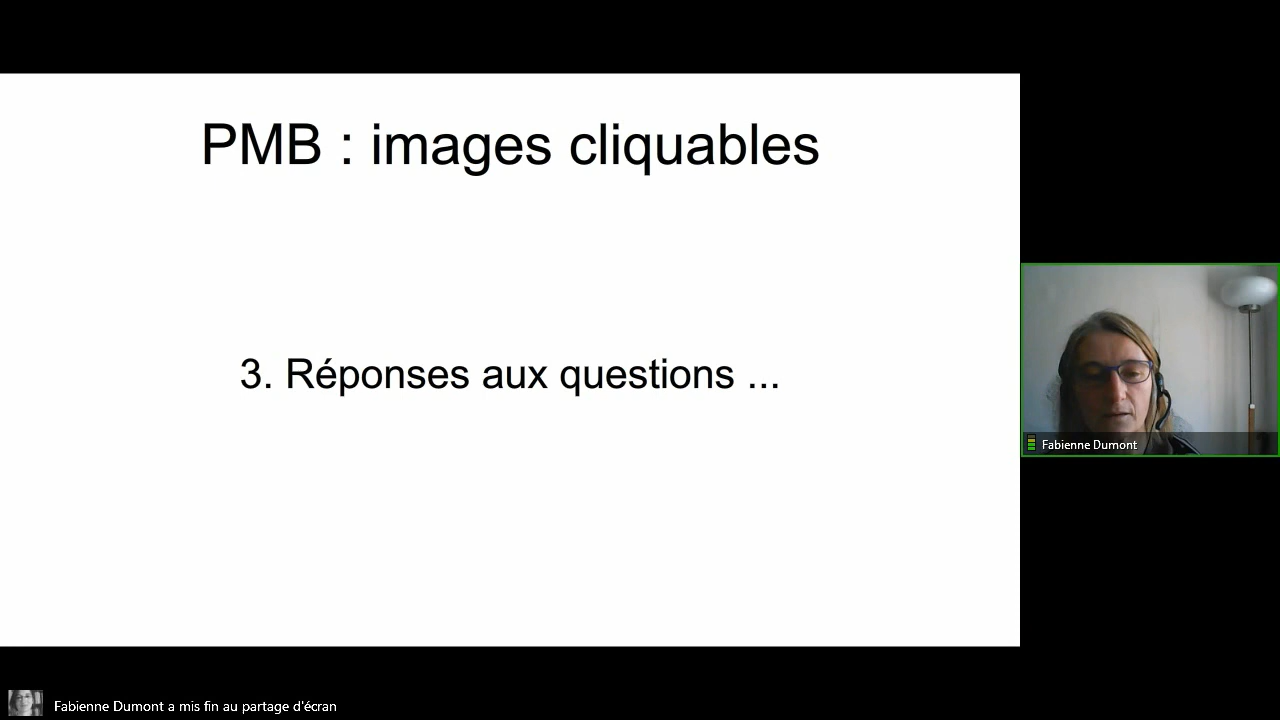 PMB : images cliquables
3. Réponses aux questions ...
Fabienne Dumont
Fabienne Dumont a mis fin au partage d'écran